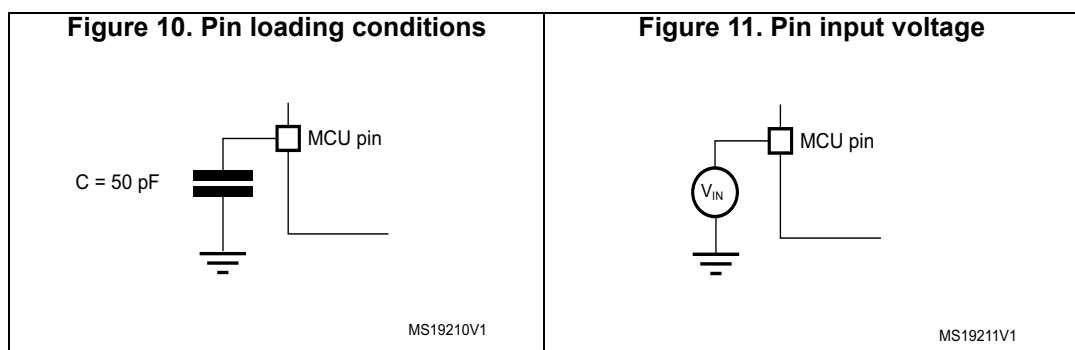 Figure 10. Pin loading conditions
MCU pin
C = 50 pF
MS19210V1
Figure 11. Pin input voltage
MCU pin
VIN
MS19211V1